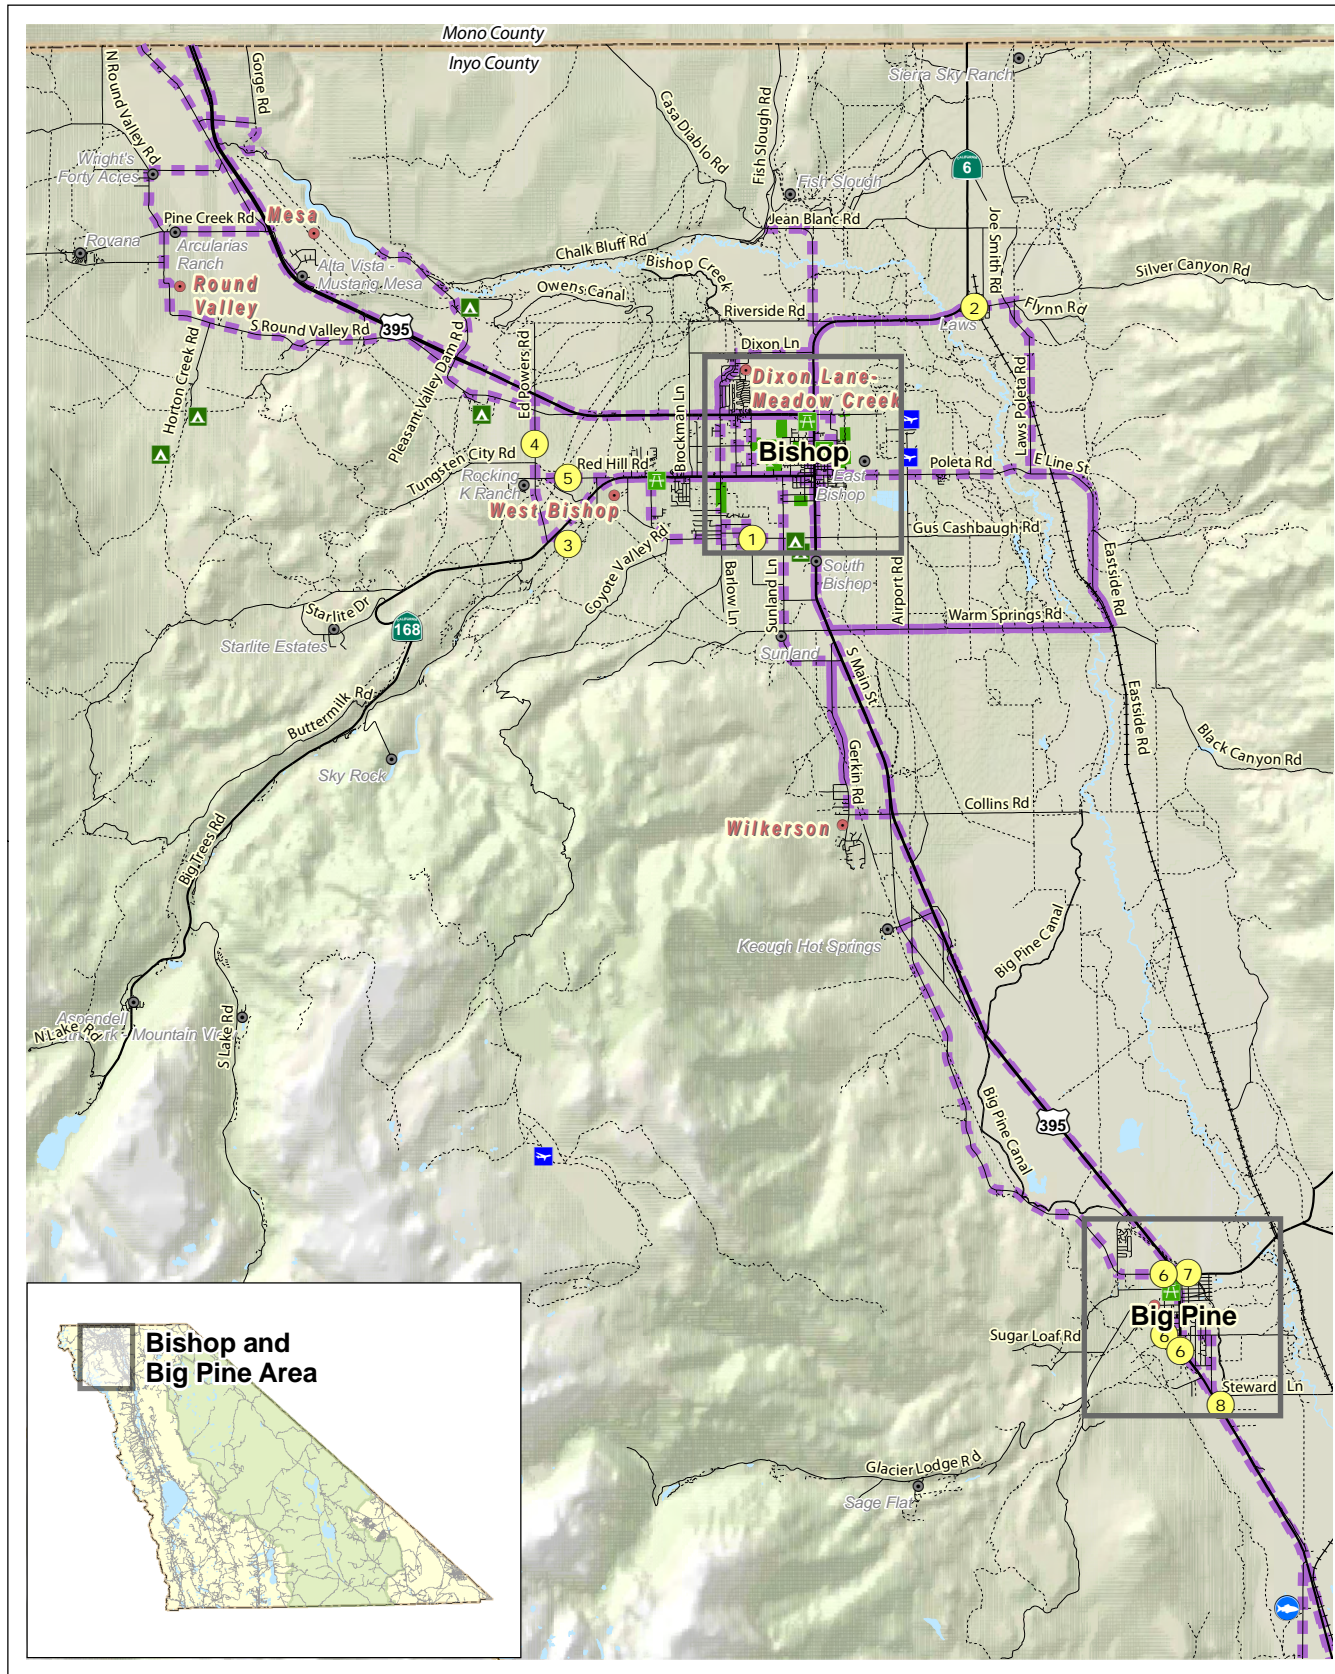 Mono County
Inyo County
N Round Valley Rd
Gorge Rd
Casa Diablo Rd
Fish Slough Rd
Sierra Sky Ranch
Wright's
Forty Acres
Fish Slough
6
Pine Creek Rd
Mesa
Jean Blanc Rd
Joe Smith Rd
Rovana
Arcularias
Ranch
Chalk Bluff Rd
Bishop Creek
Silver Canyon Rd
Alta Vista -
Mustang Mesa
Round
Valley
Owens Canal
Riverside Rd
2
Flynn Rd
Laws
S Round Valley Rd
395
Ed Powers Rd
Dixon Ln
Horton Creek Rd
Pleasant Valley Dam Rd
Dixon Lane-
Meadow Creek
Laws Poleta Rd
Brockman Ln
4
Bishop
Tungsten City Rd
Red Hill Rd
Poleta Rd
E Line St
Rocking
K Ranch
5
East
Bishop
West Bishop
Gus Cashbaugh Rd
3
1
Coyote Valley Rd
Barlow Ln
Sunland Ln
South
Bishop
Airport Rd
Eastside Rd
Starlite Dr
168
Starlite Estates
Warm Springs Rd
Sunland
S Main St
Eastside Rd
Buttermilk Rd
Black Canyon Rd
Sky Rock
Gerkin Rd
Collins Rd
Wilkerson
Big Trees Rd
Keough Hot Springs
Big Pine Canal
Aspendell
N Lake Rd
Mountain View
S Lake Rd
Big Pine Canal
395
6
7
Big Pine
Sugar Loaf Rd
6
6
Steward Ln
8
Bishop and
Big Pine Area
Glacier Lodge Rd
Sage Flat